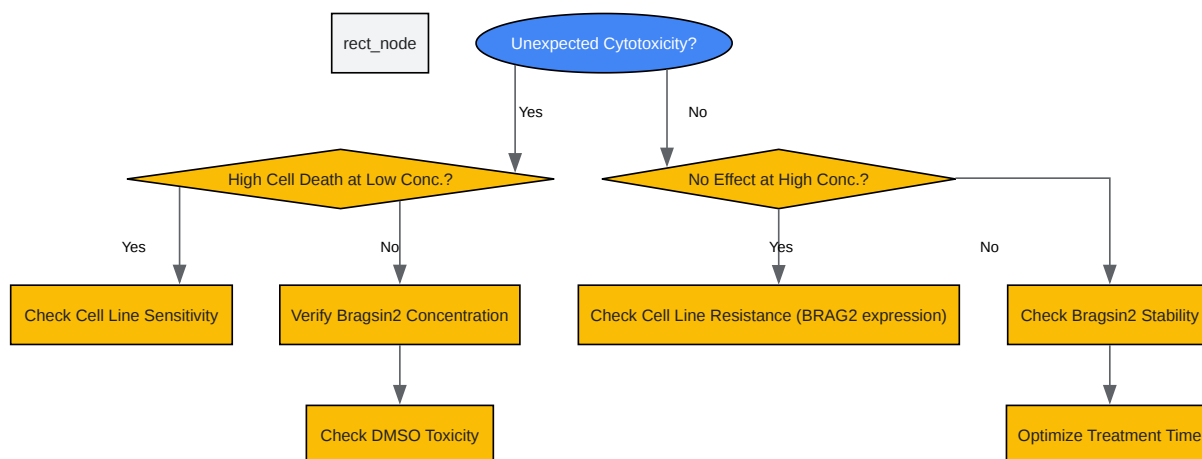 rect_node
Unexpected Cytotoxicity?
Yes
No
High Cell Death at Low Conc.?
No Effect at High Conc.?
Yes
No
Yes
No
Check Cell Line Sensitivity
Verify Bragsin2 Concentration
Check Cell Line Resistance (BRAG2 expression)
Check Bragsin2 Stability
Check DMSO Toxicity
Optimize Treatment Time